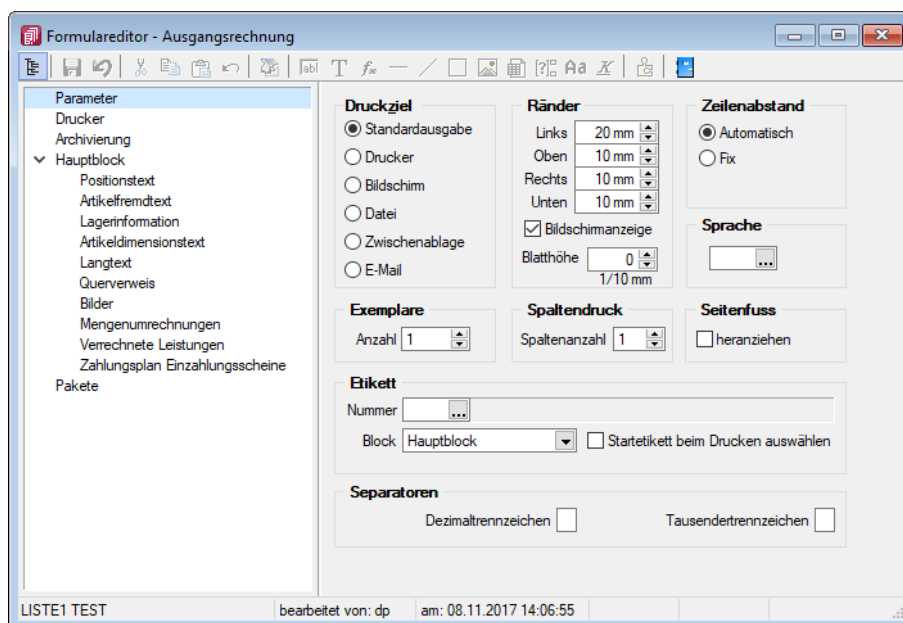 Formulareditor - Ausgangsrechnung
abl T fx Aa K
Parameter
Drucker
Archivierung
Hauptblock
Positionstext
Artikelfremdtext
Lagerinformation
Artikeldimensionstext
Langtext
Querverweis
Bilder
Mengenumrechnungen
Verrechnete Leistungen
Zahlungsplan Einzahlungsscheine
Pakete
Druckziel
Standardausgabe
Drucker
Bildschirm
Datei
Zwischenablage
E-Mail
Ränder
Links 20 mm
Oben 10 mm
Rechts 10 mm
Unten 10 mm
Bildschirmanzeige
Blatthöhe 0
1/10 mm
Zeilenabstand
Automatisch
Fix
Sprache
...
Exemplare
Anzahl 1
Spaltendruck
Spaltenanzahl 1
Seitenfuss
heranziehen
Etikett
Nummer ...
Block Hauptblock Startetikett beim Drucken auswählen
Separatoren
Dezimaltrennzeichen Tausendertrennzeichen
LISTE1 TEST bearbeitet von: dp am: 08.11.2017 14:06:55